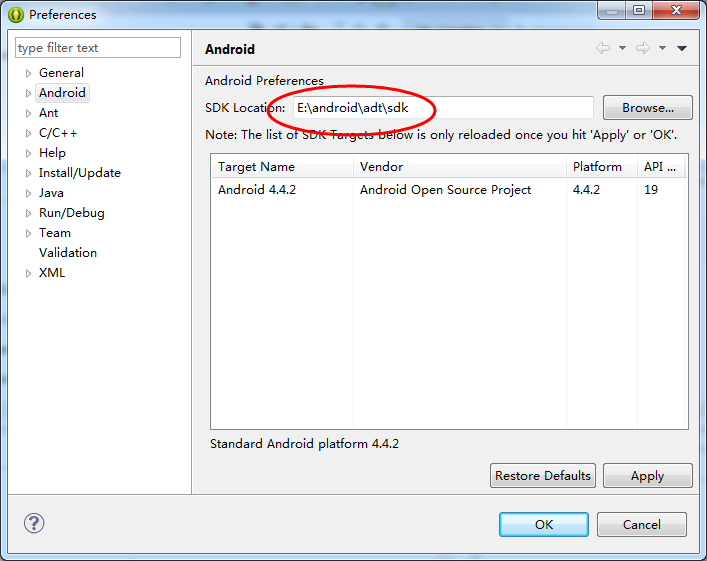 Preferences
type filter text
General
Android
Ant
C/C++
Help
Install/Update
Java
Run/Debug
Team
Validation
XML
Android
Android Preferences
SDK Location: E:\android\adt\sdk Browse...
Note: The list of SDK Targets below is only reloaded once you hit 'Apply' or 'OK'.
Target Name Vendor Platform API ...
Android 4.4.2 Android Open Source Project 4.4.2 19
Standard Android platform 4.4.2
Restore Defaults Apply
? OK Cancel